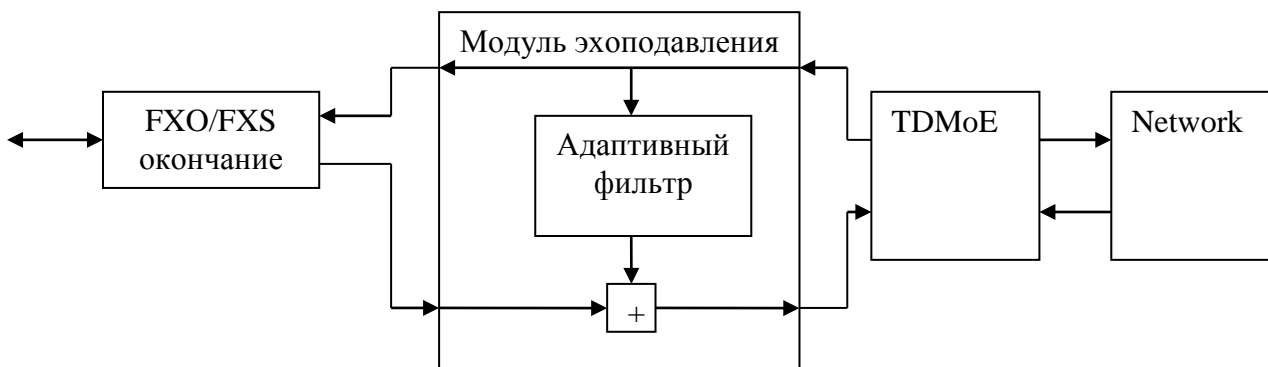 Модуль эхоподавления
FXO/FXS
окончание
Адаптивный
фильтр
TDMoE
Network
+